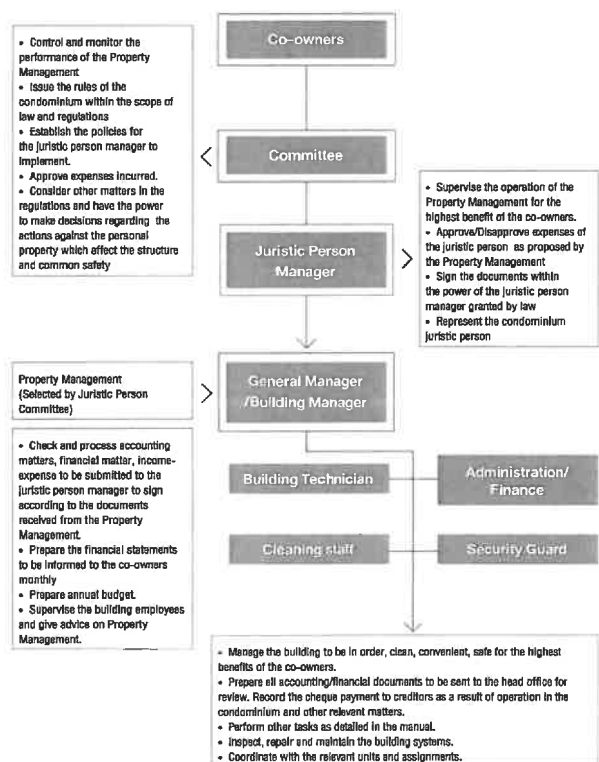 Co-owners
• Control and monitor the
performance of the Property
Management
• Issue the rules of the
condominium within the scope of
law and regulations
• Establish the policies for
the juristic person manager to
implement.
• Approve expenses incurred.
• Consider other matters in the
regulations and have the power
to make decisions regarding the
actions against the personal
property which affect the structure
and common safety
Committee
Juristic Person
Manager
• Supervise the operation of the
Property Management for the
highest benefit of the co-owners.
• Approve/Disapprove expenses of
the juristic person as proposed by
the Property Management
• Sign the documents within
the power of the juristic person
manager granted by law
• Represent the condominium
juristic person
Property Management
(Selected by Juristic Person
Committee)
General Manager
/Building Manager
• Check and process accounting
matters, financial matter, income-
expense to be submitted to the
juristic person manager to sign
according to the documents
received from the Property
Management.
• Prepare the financial statements
to be informed to the co-owners
monthly
• Prepare annual budget.
• Supervise the building employees
and give advice on Property
Management.
Building Technician
Administration/
Finance
Cleaning staff
Security Guard
• Manage the building to be in order, clean, convenient, safe for the highest
benefits of the co-owners.
• Prepare all accounting/financial documents to be sent to the head office for
review. Record the cheque payment to creditors as a result of operation in the
condominium and other relevant matters.
• Perform other tasks as detailed in the manual.
• Inspect, repair and maintain the building systems.
• Coordinate with the relevant units and assignments.